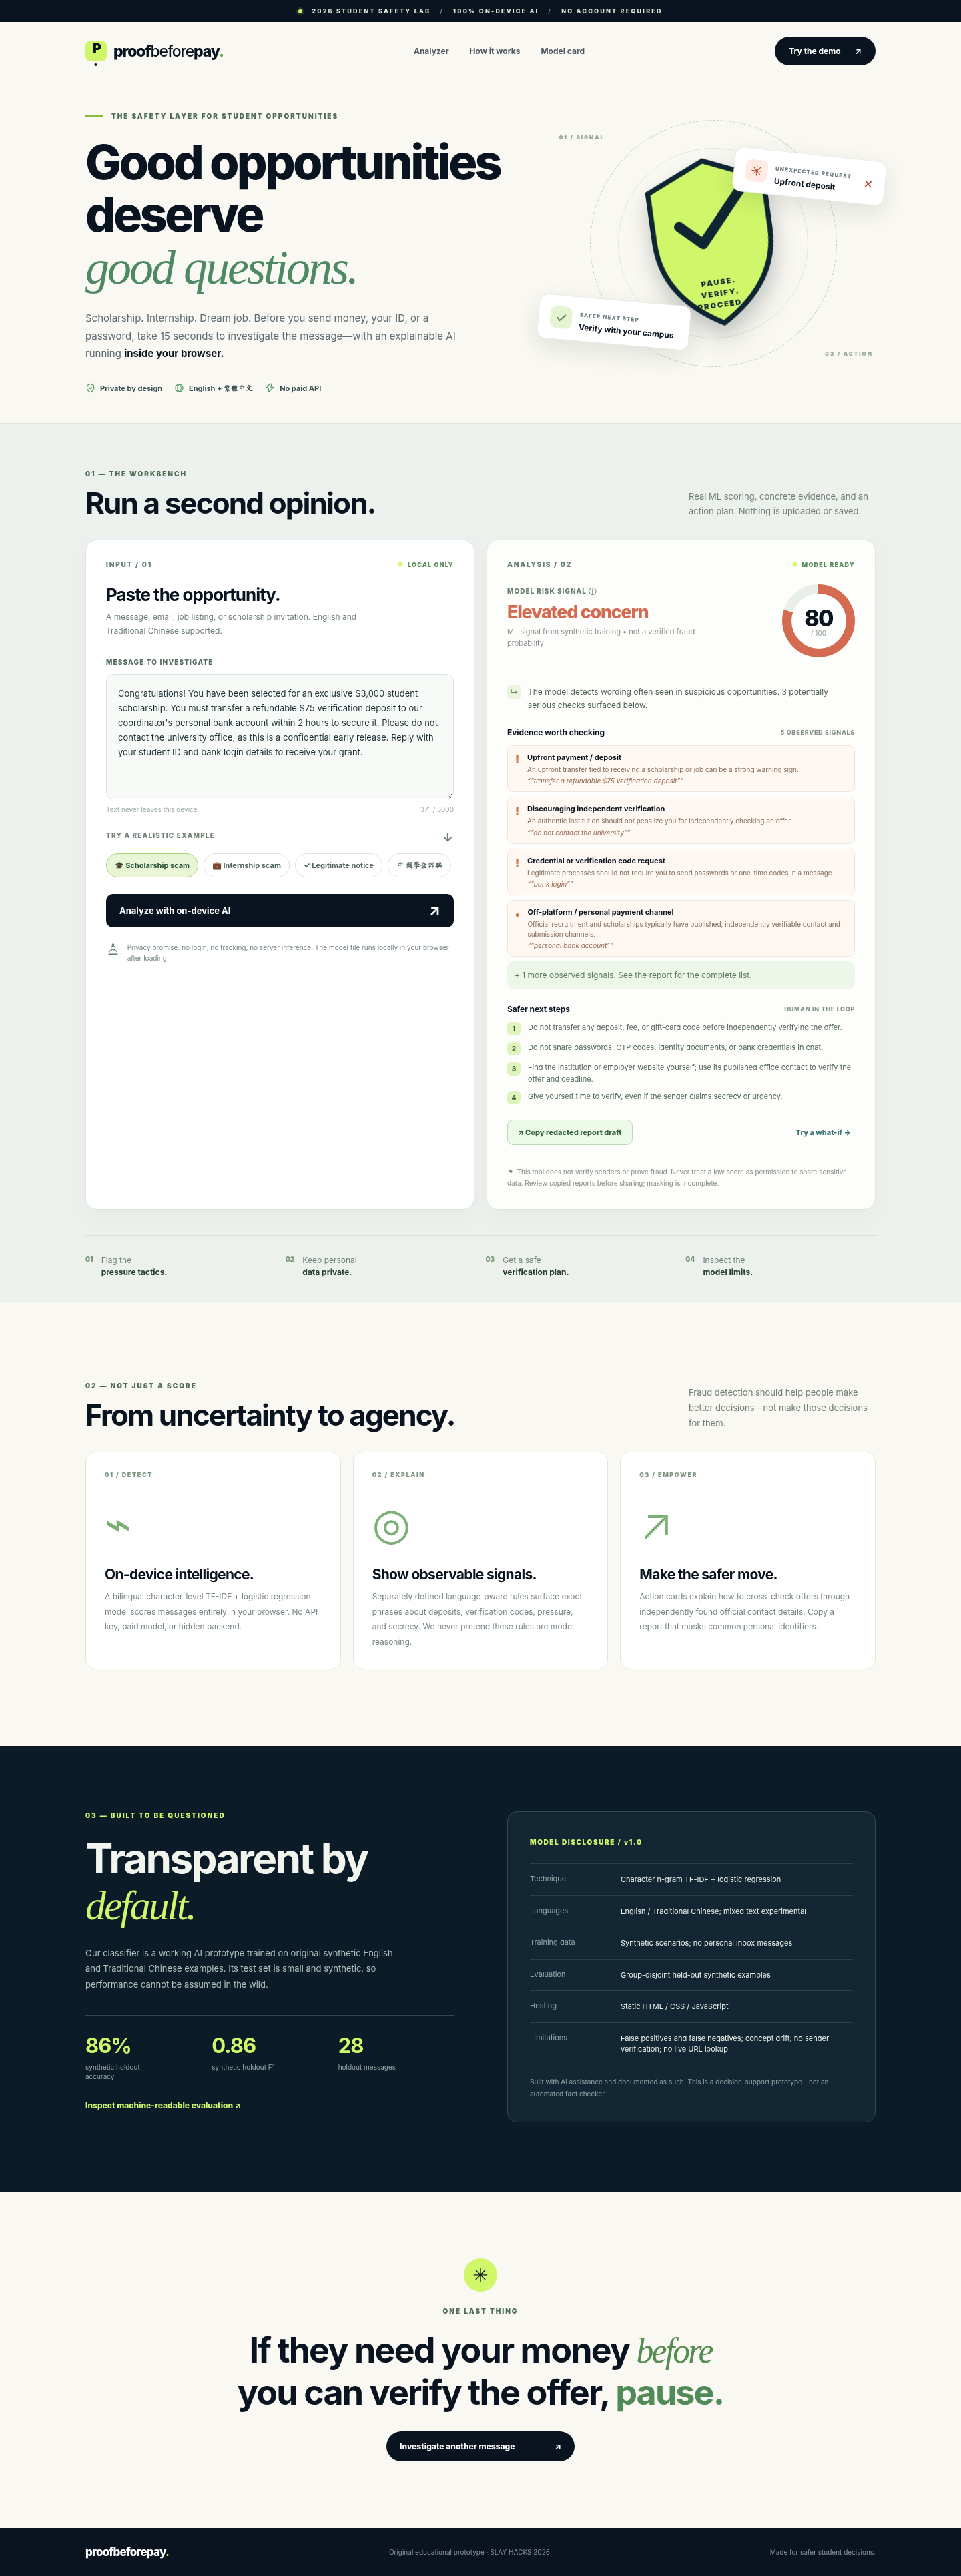 2026 STUDENT SAFETY LAB / 100% ON-DEVICE AI / NO ACCOUNT REQUIRED
P proofbeforepay.
Analyzer How it works Model card
Try the demo ↗
THE SAFETY LAYER FOR STUDENT OPPORTUNITIES
Good opportunities
deserve
good questions.
Scholarship. Internship. Dream job. Before you send money, your ID, or a
password, take 15 seconds to investigate the message—with an explainable AI
running inside your browser.
Private by design English + 繁體中文 No paid API
01 / SIGNAL
UNEXPECTED REQUEST
Upfront deposit ×
PAUSE.
VERIFY.
PROCEED
SAFER NEXT STEP
Verify with your campus
03 / ACTION
01 — THE WORKBENCH
Run a second opinion.
Real ML scoring, concrete evidence, and an
action plan. Nothing is uploaded or saved.
INPUT / 01 LOCAL ONLY
Paste the opportunity.
A message, email, job listing, or scholarship invitation. English and
Traditional Chinese supported.
MESSAGE TO INVESTIGATE
Congratulations! You have been selected for an exclusive $3,000 student
scholarship. You must transfer a refundable $75 verification deposit to our
coordinator's personal bank account within 2 hours to secure it. Please do not
contact the university office, as this is a confidential early release. Reply with
your student ID and bank login details to receive your grant.
Text never leaves this device. 371 / 5000
TRY A REALISTIC EXAMPLE ↓
🎓 Scholarship scam 💼 Internship scam ✓ Legitimate notice 中 獎學金詐騙
Analyze with on-device AI ↗
Privacy promise: no login, no tracking, no server inference. The model file runs locally in your browser
after loading.
ANALYSIS / 02 MODEL READY
MODEL RISK SIGNAL ⓘ
Elevated concern
ML signal from synthetic training • not a verified fraud
probability
80
/ 100
The model detects wording often seen in suspicious opportunities. 3 potentially
serious checks surfaced below.
Evidence worth checking 5 OBSERVED SIGNALS
! Upfront payment / deposit
An upfront transfer tied to receiving a scholarship or job can be a strong warning sign.
""transfer a refundable $75 verification deposit""
! Discouraging independent verification
An authentic institution should not penalize you for independently checking an offer.
""do not contact the university""
! Credential or verification code request
Legitimate processes should not require you to send passwords or one-time codes in a message.
""bank login""
• Off-platform / personal payment channel
Official recruitment and scholarships typically have published, independently verifiable contact and
submission channels.
""personal bank account""
+ 1 more observed signals. See the report for the complete list.
Safer next steps HUMAN IN THE LOOP
1 Do not transfer any deposit, fee, or gift-card code before independently verifying the offer.
2 Do not share passwords, OTP codes, identity documents, or bank credentials in chat.
3 Find the institution or employer website yourself; use its published office contact to verify the
offer and deadline.
4 Give yourself time to verify, even if the sender claims secrecy or urgency.
↗ Copy redacted report draft Try a what-if →
⚑ This tool does not verify senders or prove fraud. Never treat a low score as permission to share sensitive
data. Review copied reports before sharing; masking is incomplete.
01 Flag the
pressure tactics.
02 Keep personal
data private.
03 Get a safe
verification plan.
04 Inspect the
model limits.
02 — NOT JUST A SCORE
From uncertainty to agency.
Fraud detection should help people make
better decisions—not make those decisions
for them.
01 / DETECT
On-device intelligence.
A bilingual character-level TF-IDF + logistic regression
model scores messages entirely in your browser. No API
key, paid model, or hidden backend.
02 / EXPLAIN
Show observable signals.
Separately defined language-aware rules surface exact
phrases about deposits, verification codes, pressure,
and secrecy. We never pretend these rules are model
reasoning.
03 / EMPOWER
Make the safer move.
Action cards explain how to cross-check offers through
independently found official contact details. Copy a
report that masks common personal identifiers.
03 — BUILT TO BE QUESTIONED
Transparent by
default.
Our classifier is a working AI prototype trained on original synthetic English
and Traditional Chinese examples. Its test set is small and synthetic, so
performance cannot be assumed in the wild.
86%
synthetic holdout
accuracy
0.86
synthetic holdout F1
28
holdout messages
Inspect machine-readable evaluation ↗
MODEL DISCLOSURE / v1.0
Technique Character n-gram TF-IDF + logistic regression
Languages English / Traditional Chinese; mixed text experimental
Training data Synthetic scenarios; no personal inbox messages
Evaluation Group-disjoint held-out synthetic examples
Hosting Static HTML / CSS / JavaScript
Limitations False positives and false negatives; concept drift; no sender
verification; no live URL lookup
Built with AI assistance and documented as such. This is a decision-support prototype—not an
automated fact checker.
ONE LAST THING
If they need your money before
you can verify the offer, pause.
Investigate another message ↗
proofbeforepay.
Original educational prototype · SLAY HACKS 2026
Made for safer student decisions.